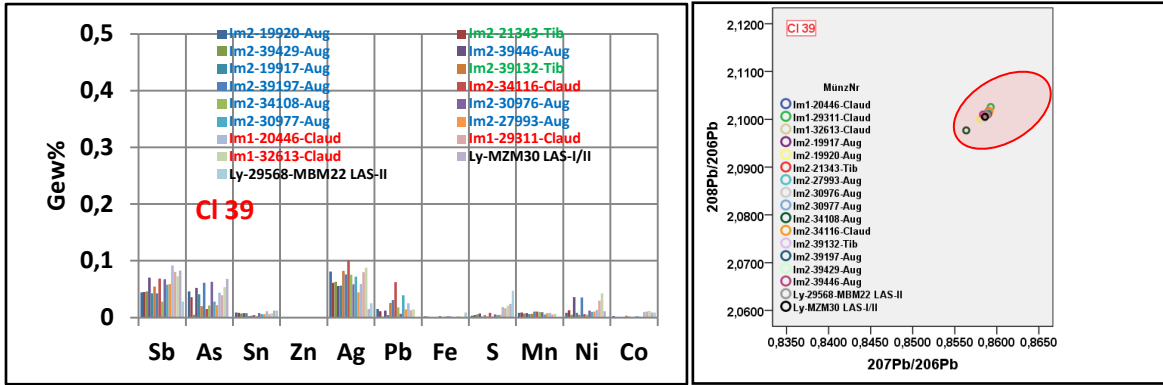 0,5
0,4
0,3
0,2
0,1
0
Gew%
Im2-19920-Aug
Im2-21343-Tib
Im2-39429-Aug
Im2-39446-Aug
Im2-19917-Aug
Im2-39132-Tib
Im2-39197-Aug
Im2-34116-Claud
Im2-34108-Aug
Im2-30976-Aug
Im2-30977-Aug
Im2-27993-Aug
Im1-20446-Claud
Im1-29311-Claud
Im1-32613-Claud
Ly-MZM30 LAS-I/II
Ly-29568-MBM22 LAS-II
Cl 39
Sb As Sn Zn Ag Pb Fe S Mn Ni Co
Cl 39
2,1200
2,1100
2,1000
2,0900
2,0800
2,0700
2,0600
208Pb/206Pb
MünzNr
Im1-20446-Claud
Im1-29311-Claud
Im1-32613-Claud
Im2-19917-Aug
Im2-19920-Aug
Im2-21343-Tib
Im2-27993-Aug
Im2-30976-Aug
Im2-30977-Aug
Im2-34108-Aug
Im2-34116-Claud
Im2-39132-Tib
Im2-39197-Aug
Im2-39429-Aug
Im2-39446-Aug
Ly-29568-MBM22 LAS-II
Ly-MZM30 LAS-I/II
0,8350 0,8400 0,8450 0,8500 0,8550 0,8600 0,8650
207Pb/206Pb